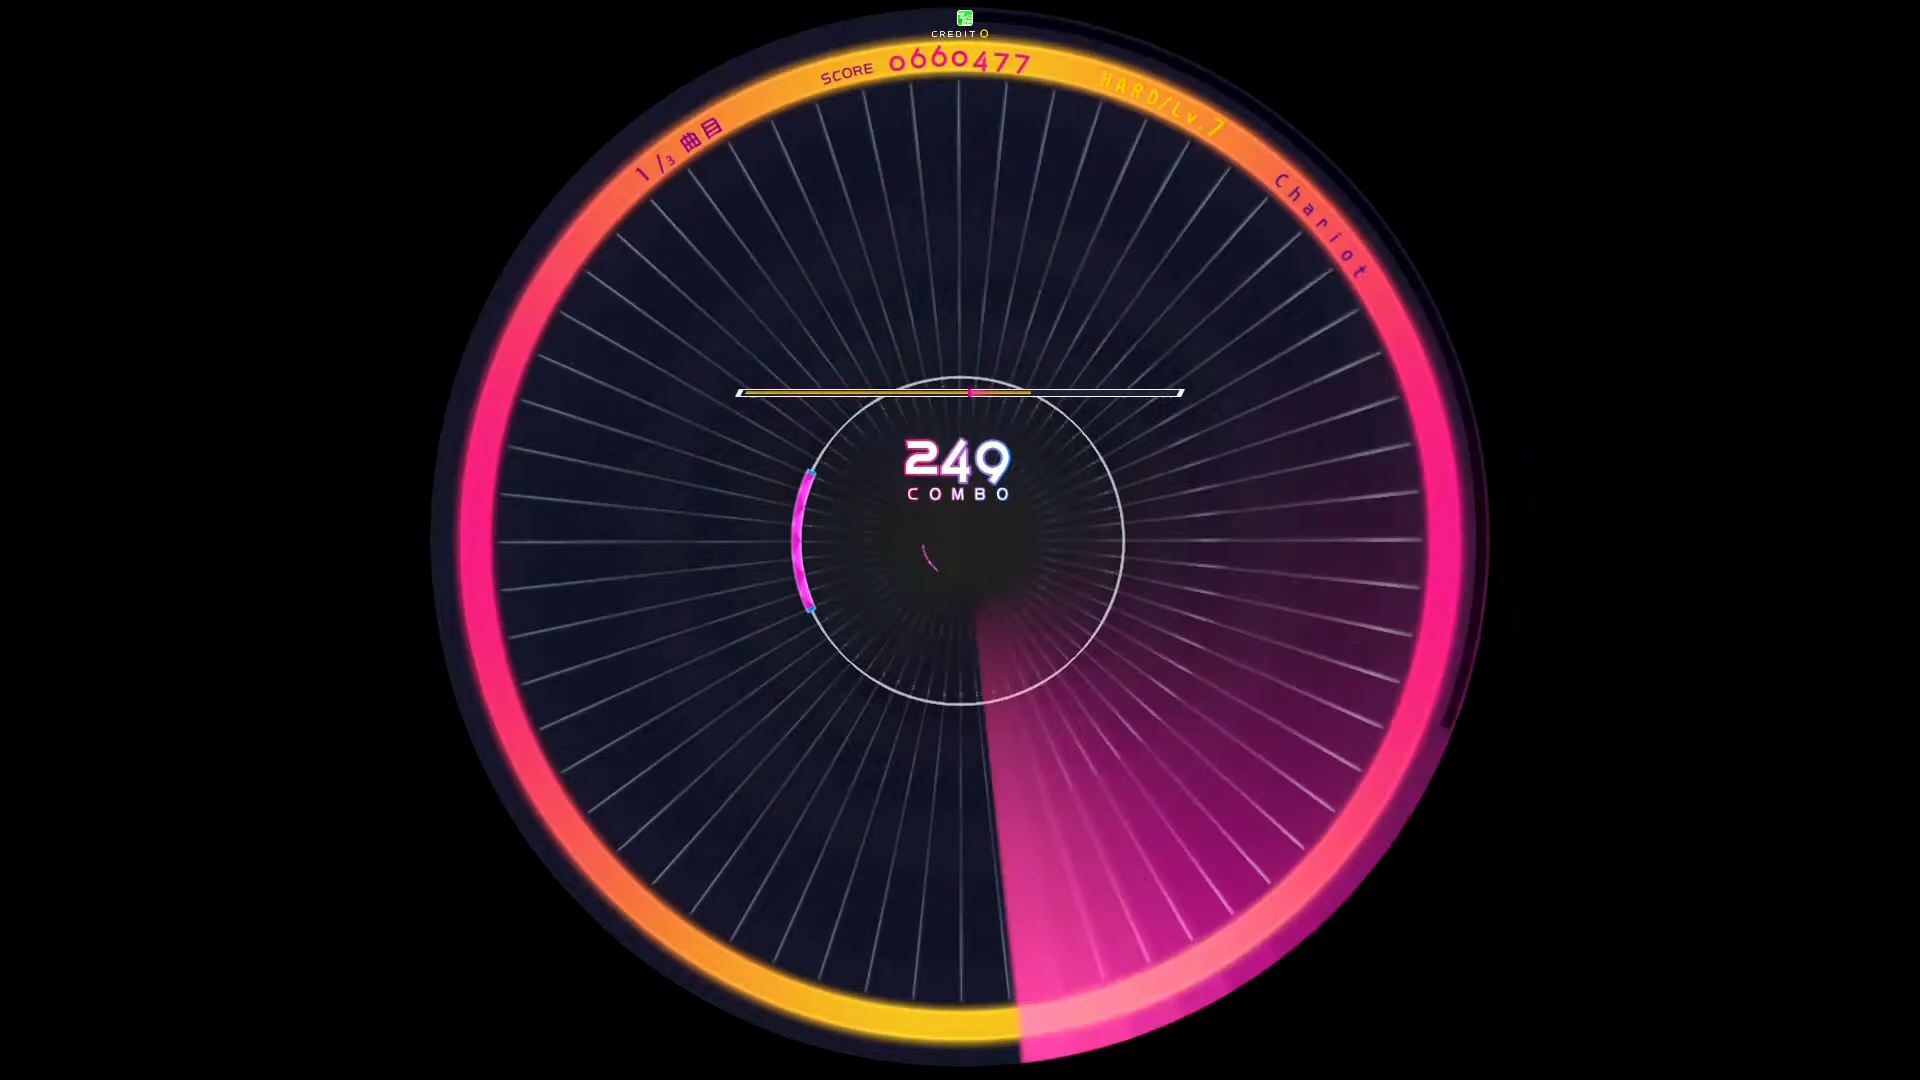 CREDIT 0
1/3 曲目
SCORE 0660477
HARD/Lv.7
Chariot
249
COMBO